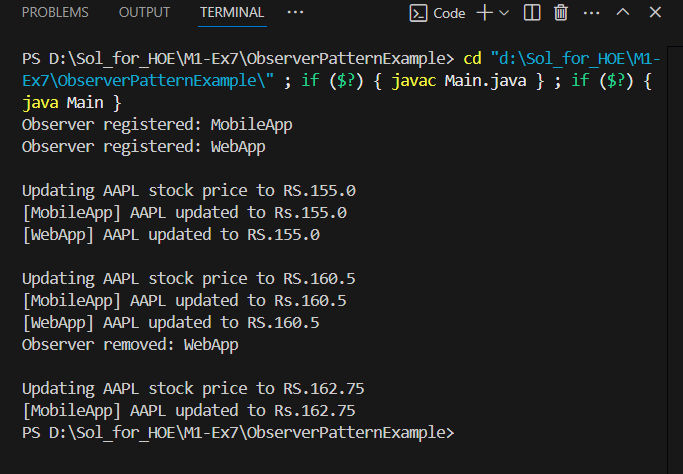 PROBLEMS OUTPUT TERMINAL ··· Code
PS D:\Sol_for_HOE\M1-Ex7\ObserverPatternExample> cd "d:\Sol_for_HOE\M1-
Ex7\ObserverPatternExample\" ; if ($?) { javac Main.java } ; if ($?) {
java Main }
Observer registered: MobileApp
Observer registered: WebApp
Updating AAPL stock price to RS.155.0
[MobileApp] AAPL updated to Rs.155.0
[WebApp] AAPL updated to RS.155.0
Updating AAPL stock price to RS.160.5
[MobileApp] AAPL updated to Rs.160.5
[WebApp] AAPL updated to RS.160.5
Observer removed: WebApp
Updating AAPL stock price to RS.162.75
[MobileApp] AAPL updated to Rs.162.75
PS D:\Sol_for_HOE\M1-Ex7\ObserverPatternExample>